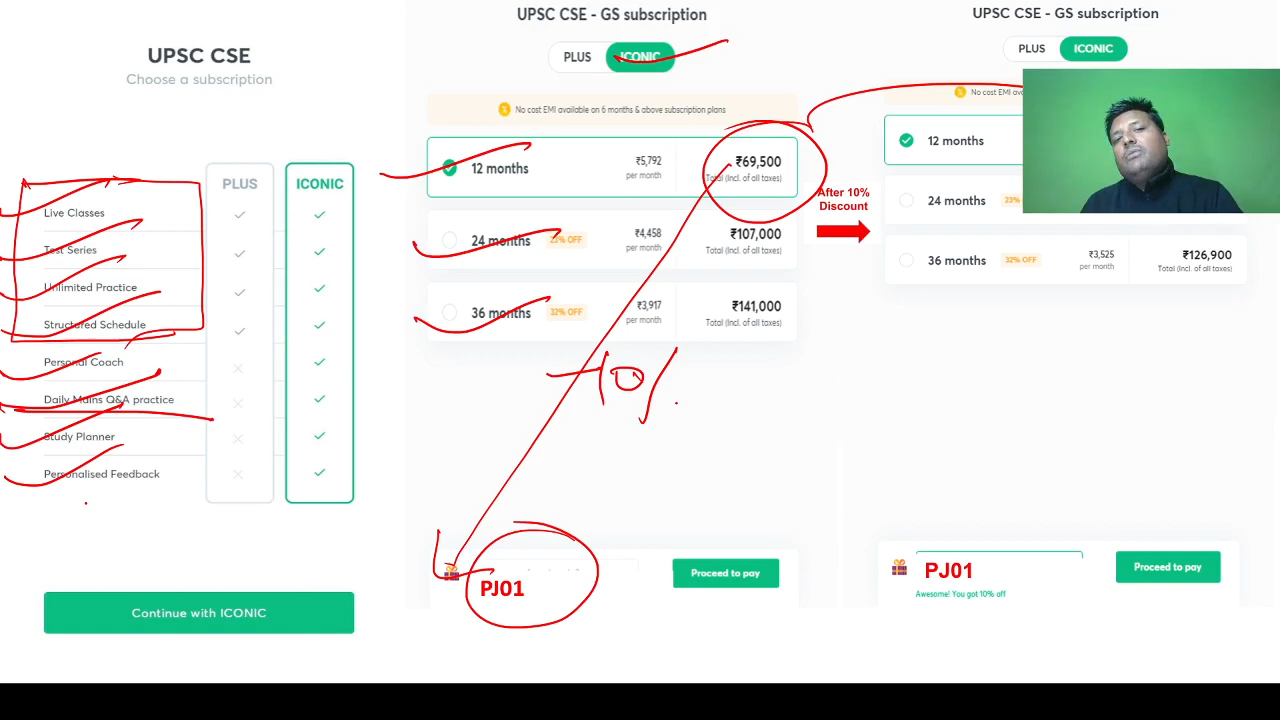 UPSC CSE
Choose a subscription
PLUS
ICONIC
Live Classes
Test Series
Unlimited Practice
Structured Schedule
Personal Coach
Daily Mains Q&A practice
Study Planner
Personalised Feedback
Continue with ICONIC
UPSC CSE - GS subscription
PLUS
ICONIC
No cost EMI available on 6 months & above subscription plans
12 months
₹5,792
per month
₹69,500
Total (Incl. of all taxes)
24 months
23% OFF
₹4,458
per month
₹107,000
Total (Incl. of all taxes)
36 months
32% OFF
₹3,917
per month
₹141,000
Total (Incl. of all taxes)
10%
PJ01
Proceed to pay
After 10%
Discount
UPSC CSE - GS subscription
PLUS
ICONIC
No cost EMI
12 months
24 months
36 months
32% OFF
₹3,525
per month
₹126,900
Total (Incl. of all taxes)
PJ01
Awesome! You got 10% off
Proceed to pay